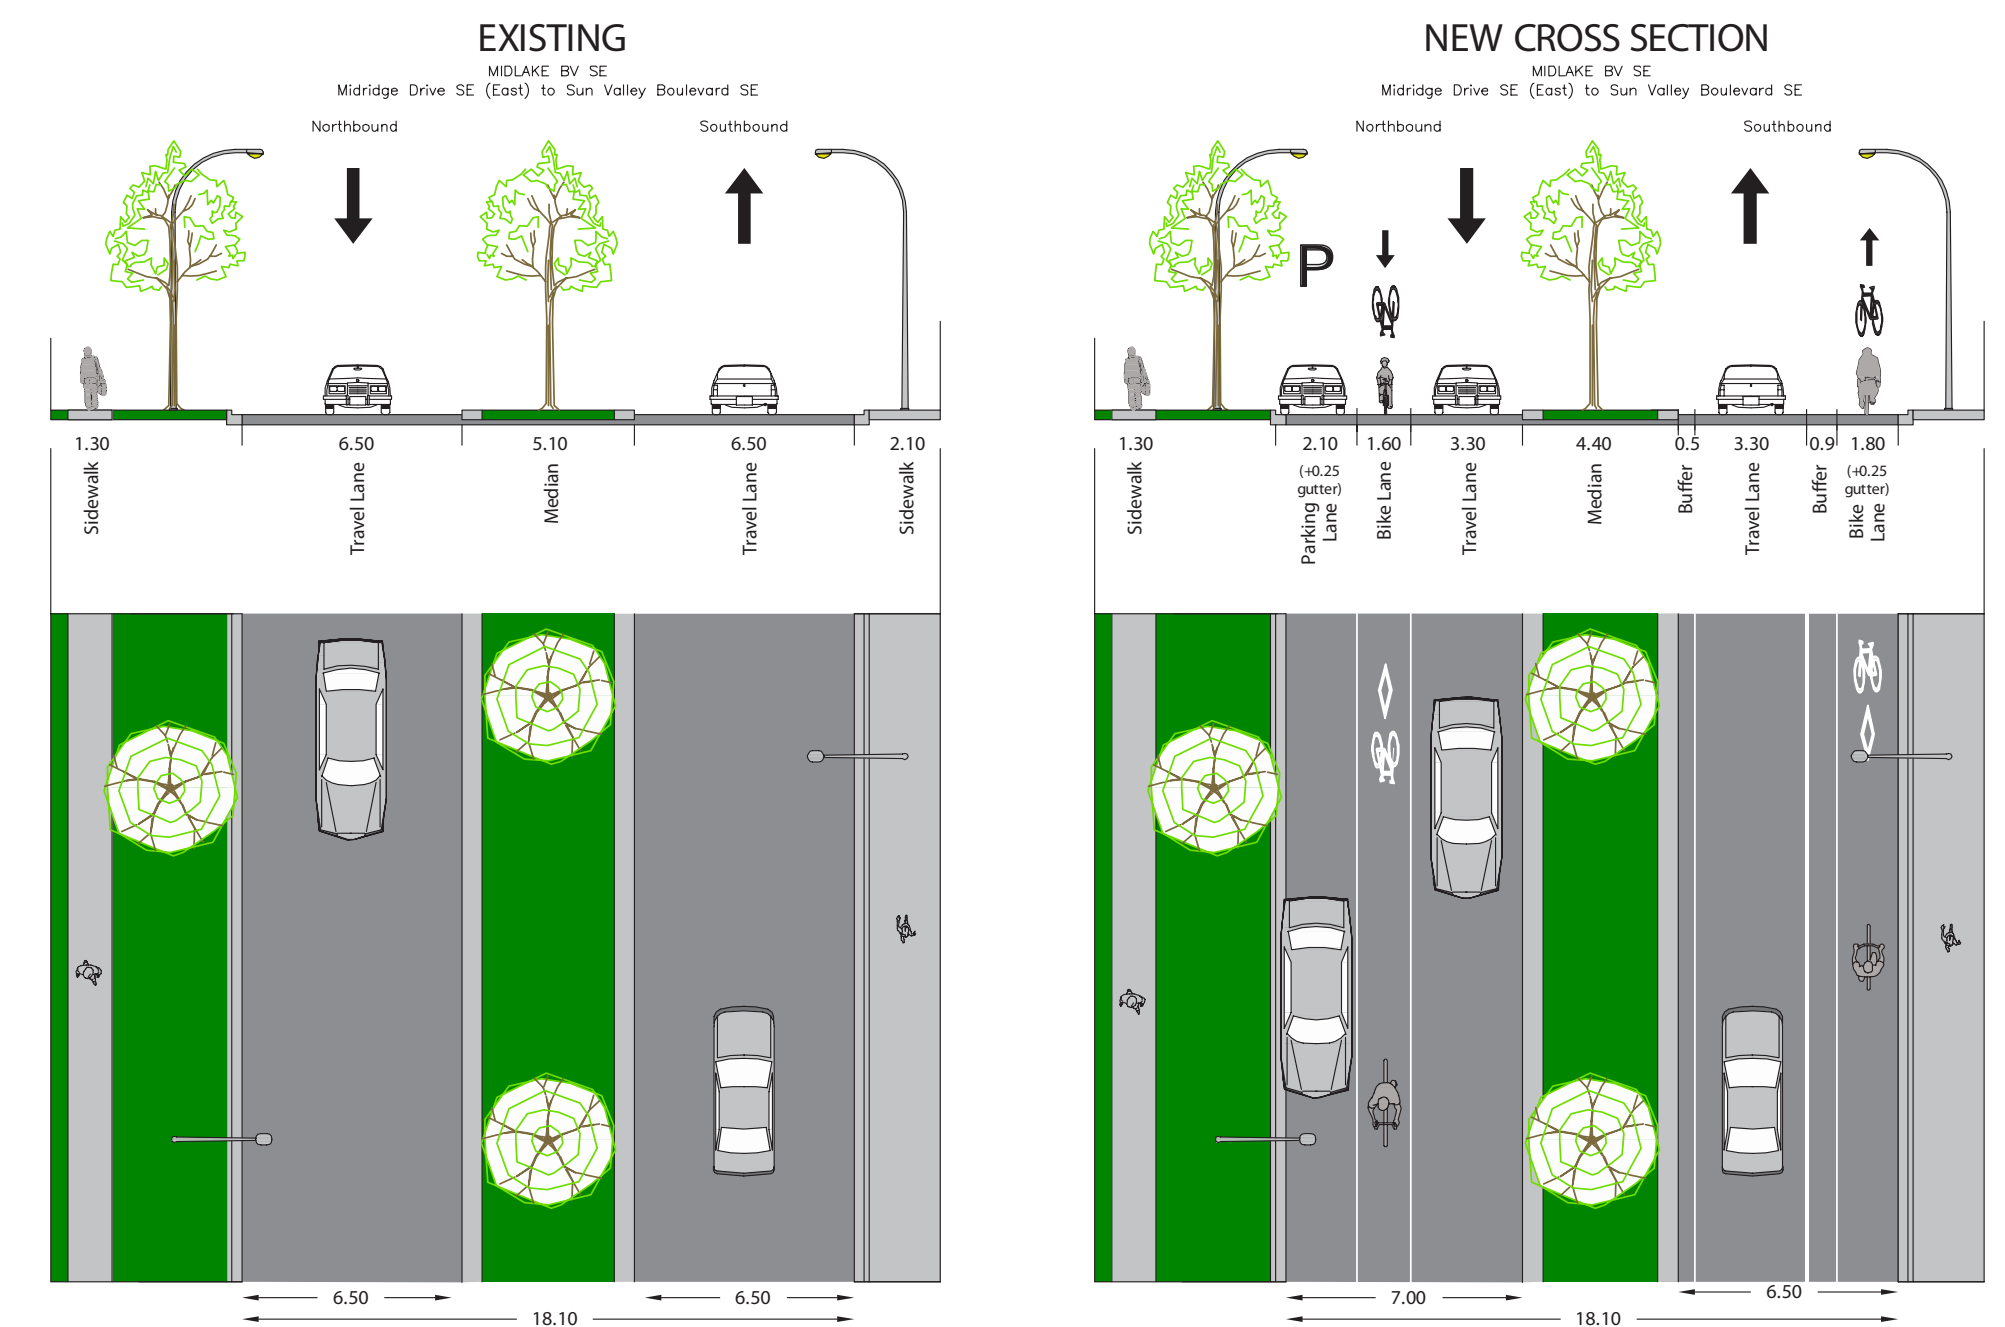 EXISTING
MIDLAKE BV SE
Midridge Drive SE (East) to Sun Valley Boulevard SE
Northbound
Southbound
1.30
6.50
5.10
6.50
2.10
Sidewalk
Travel Lane
Median
Travel Lane
Sidewalk
6.50
6.50
18.10
NEW CROSS SECTION
MIDLAKE BV SE
Midridge Drive SE (East) to Sun Valley Boulevard SE
Northbound
Southbound
P
1.30
2.10
1.60
3.30
4.40
0.5
3.30
0.9
1.80
(+0.25
gutter)
(+0.25
gutter)
Sidewalk
Parking
Lane
Bike Lane
Travel Lane
Median
Buffer
Travel Lane
Buffer
Bike
Lane
7.00
6.50
18.10